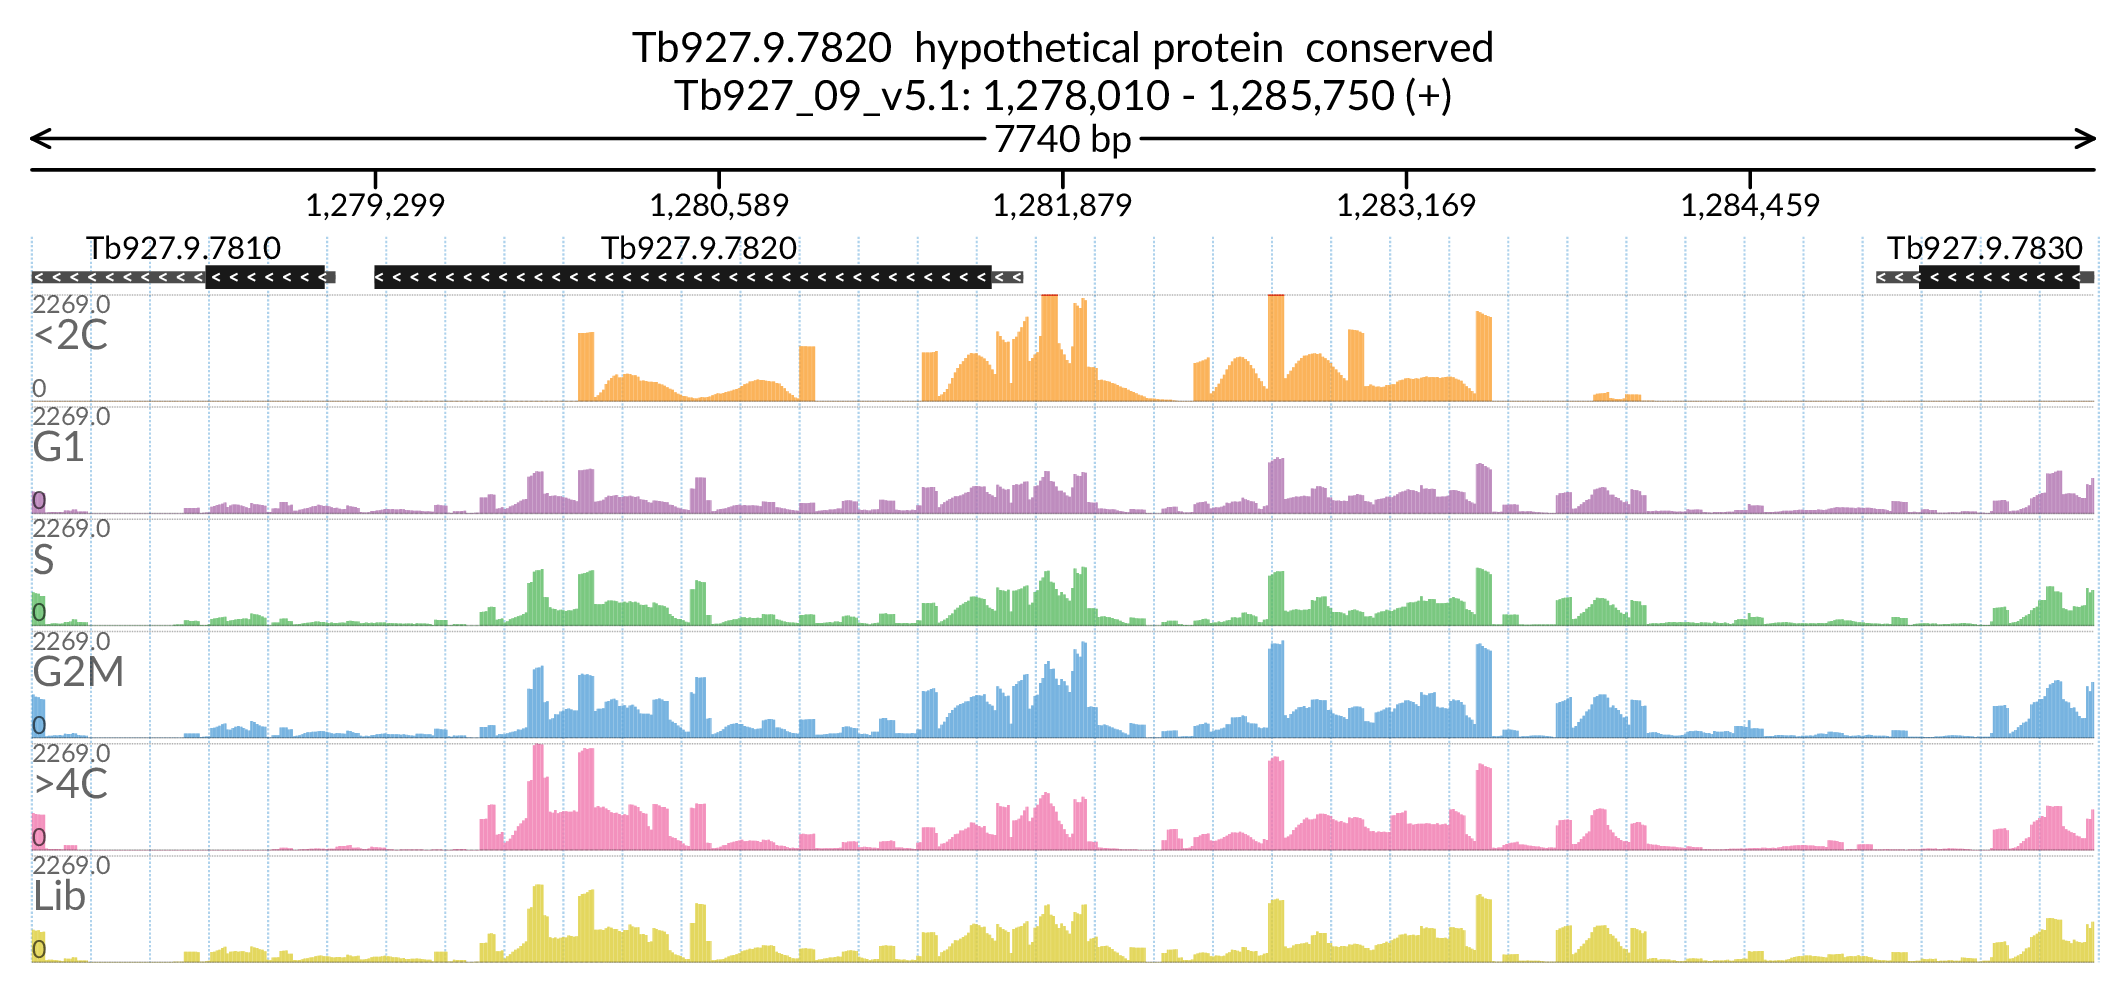 Tb927.9.7820  hypothetical protein  conserved
Tb927_09_v5.1: 1,278,010 - 1,285,750 (+)
7740 bp
1,279,299 1,280,589 1,281,879 1,283,169 1,284,459
Tb927.9.7810 Tb927.9.7820 Tb927.9.7830
2269.0
<2C
0
2269.0
G1
0
2269.0
S
0
2269.0
G2M
0
2269.0
>4C
0
2269.0
Lib
0